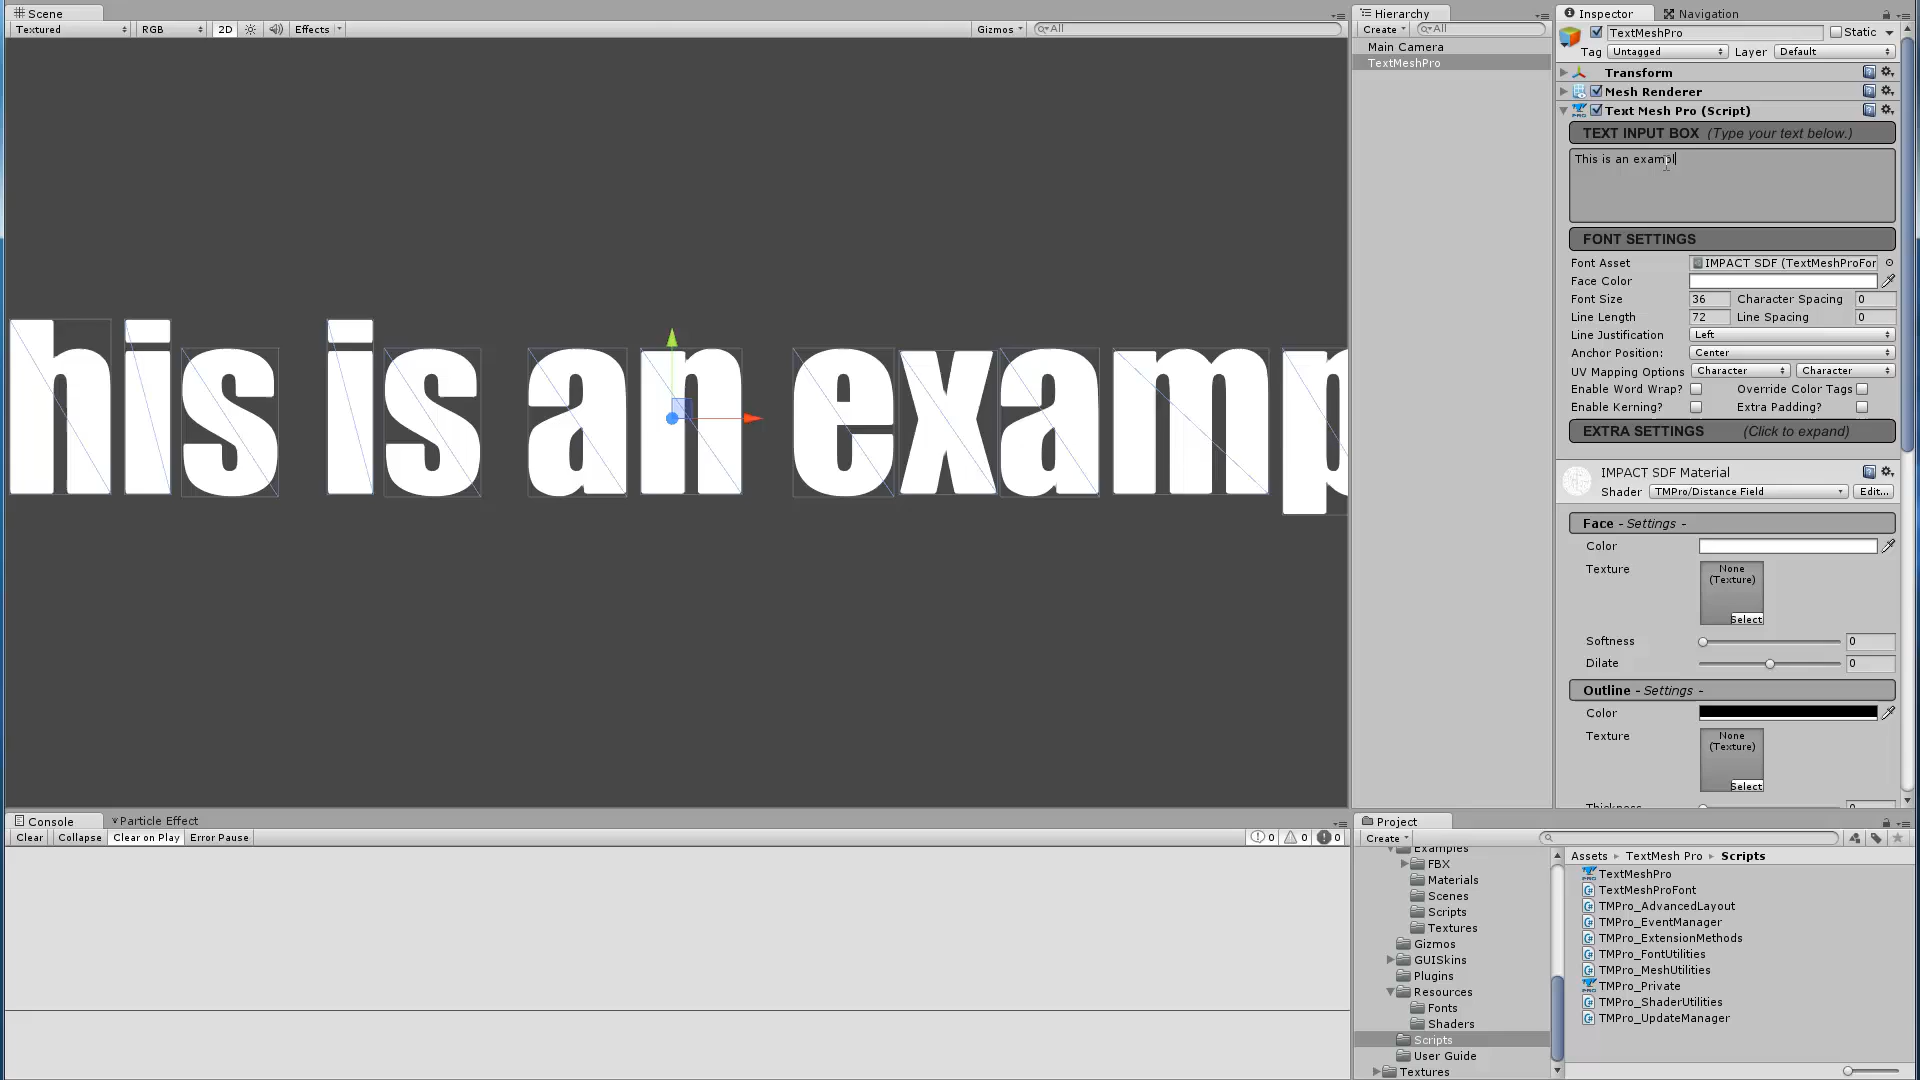 Scene
Textured
RGB
2D
Effects
Gizmos
All
his is an examp
Console
Particle Effect
Clear
Collapse
Clear on Play
Error Pause
0
0
0
Hierarchy
Create
All
Main Camera
TextMeshPro
Inspector
Navigation
TextMeshPro
Static
Tag
Untagged
Layer
Default
Transform
Mesh Renderer
Text Mesh Pro (Script)
TEXT INPUT BOX (Type your text below.)
This is an exampl
FONT SETTINGS
Font Asset
IMPACT SDF (TextMeshProFor
Face Color
Font Size
36
Character Spacing
0
Line Length
72
Line Spacing
0
Line Justification
Left
Anchor Position:
Center
UV Mapping Options
Character
Character
Enable Word Wrap?
Override Color Tags
Enable Kerning?
Extra Padding?
EXTRA SETTINGS (Click to expand)
IMPACT SDF Material
Shader
TMPro/Distance Field
Edit...
Face - Settings -
Color
Texture
None
(Texture)
Select
Softness
0
Dilate
0
Outline - Settings -
Color
Texture
None
(Texture)
Select
Project
Create
Examples
FBX
Materials
Scenes
Scripts
Textures
Gizmos
GUISkins
Plugins
Resources
Fonts
Shaders
Scripts
User Guide
Textures
Assets
TextMesh Pro
Scripts
TextMeshPro
TextMeshProFont
TMPro_AdvancedLayout
TMPro_EventManager
TMPro_ExtensionMethods
TMPro_FontUtilities
TMPro_MeshUtilities
TMPro_Private
TMPro_ShaderUtilities
TMPro_UpdateManager